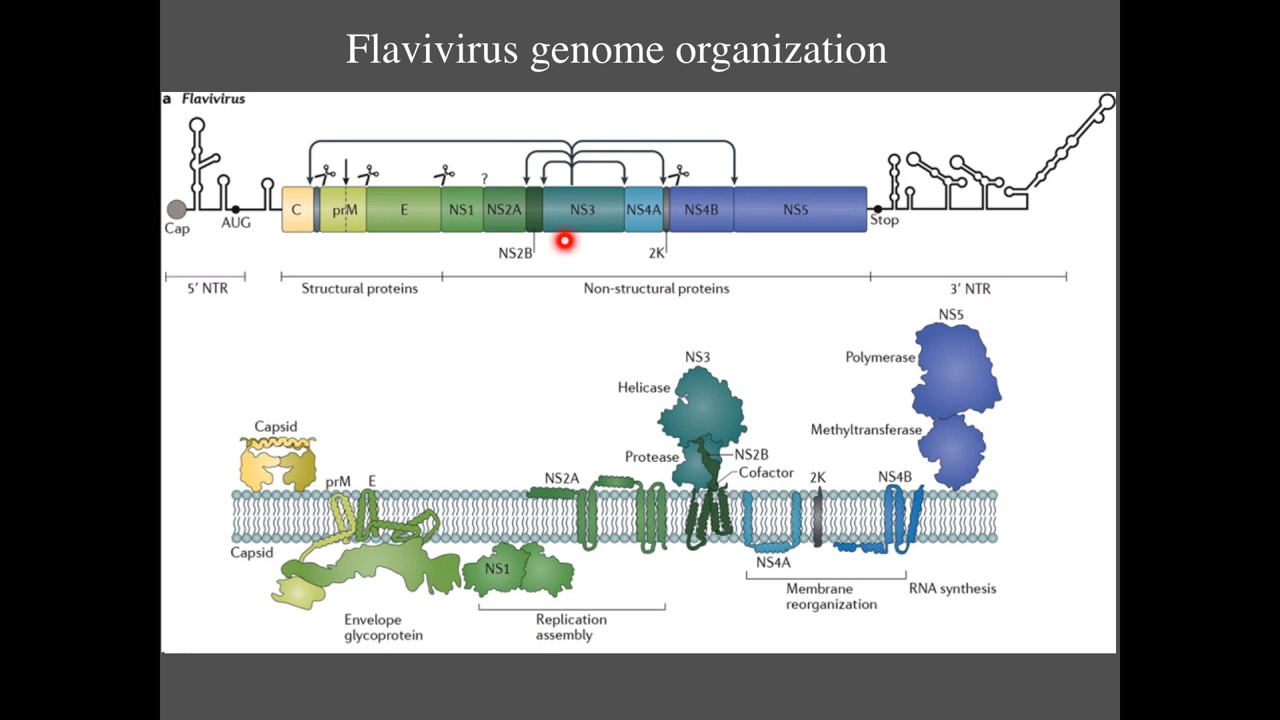 Flavivirus genome organization
a Flavivirus
?
C
prM
E
NS1
NS2A
NS3
NS4A
NS4B
NS5
Cap
AUG
Stop
NS2B
2K
5′ NTR
Structural proteins
Non-structural proteins
3′ NTR
NS5
Polymerase
NS3
Helicase
Capsid
Methyltransferase
Protease
NS2B
Cofactor
prM
E
NS2A
2K
NS4B
Capsid
NS1
NS4A
Membrane
reorganization
RNA synthesis
Envelope
glycoprotein
Replication
assembly